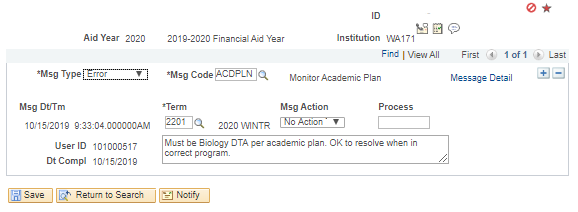 ID
Aid Year 2020 2019-2020 Financial Aid Year Institution WA171
Find | View All First 1 of 1 Last
*Msg Type Error *Msg Code ACDPLN Monitor Academic Plan Message Detail
Msg Dt/Tm *Term Msg Action Process
10/15/2019 9:33:04.000000AM 2201 2020 WINTR No Action
User ID 101000517 Must be Biology DTA per academic plan. OK to resolve when in
Dt Compl 10/15/2019 correct program.
Save Return to Search Notify